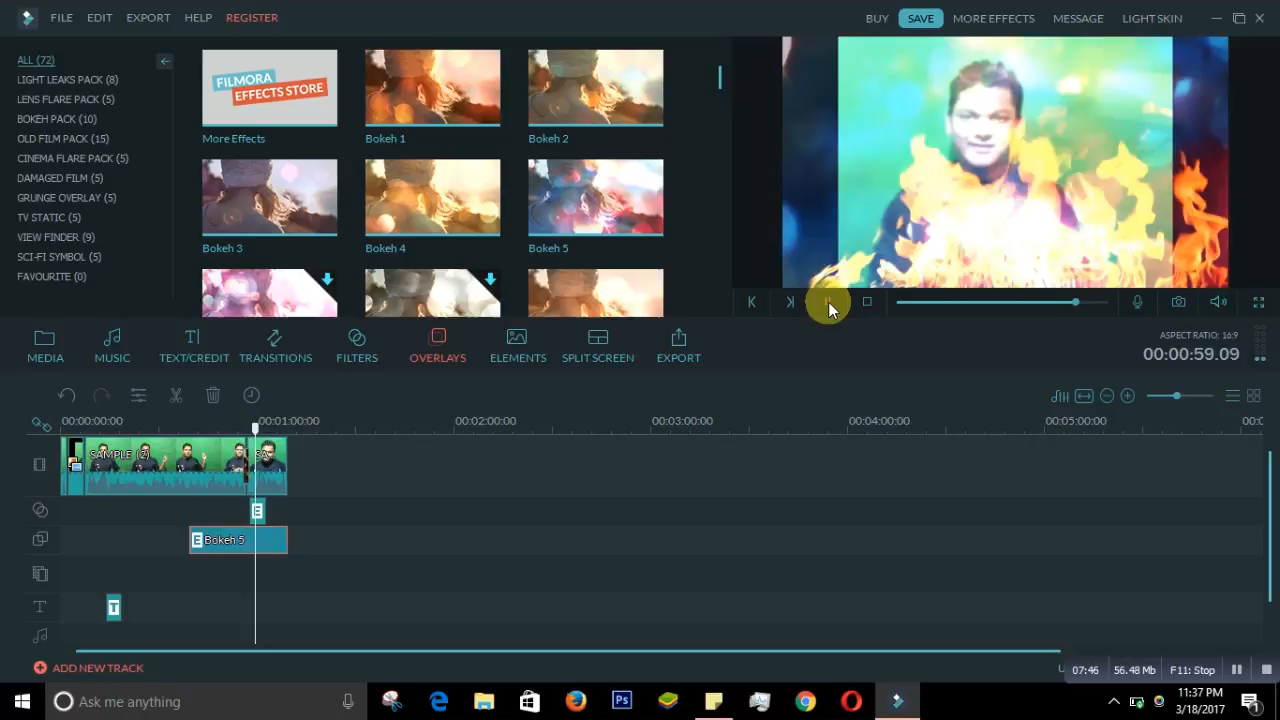 FILE EDIT EXPORT HELP REGISTER BUY SAVE MORE EFFECTS MESSAGE LIGHT SKIN
ALL (72)
LIGHT LEAKS PACK (8)
LENS FLARE PACK (5)
BOKEH PACK (10)
OLD FILM PACK (15)
CINEMA FLARE PACK (5)
DAMAGED FILM (5)
GRUNGE OVERLAY (5)
TV STATIC (5)
VIEW FINDER (9)
SCI-FI SYMBOL (5)
FAVOURITE (0)
FILMORA
EFFECTS STORE
More Effects Bokeh 1 Bokeh 2
Bokeh 3 Bokeh 4 Bokeh 5
MEDIA MUSIC TEXT/CREDIT TRANSITIONS FILTERS OVERLAYS ELEMENTS SPLIT SCREEN EXPORT
ASPECT RATIO: 16:9
00:00:59.09
00:00:00:00 00:01:00:00 00:02:00:00 00:03:00:00 00:04:00:00 00:05:00:00
SAMPLE (2)
E
E Bokeh 5
T
T
ADD NEW TRACK
07:46 56.48 Mb F11: Stop
Ask me anything
Ps
11:37 PM
3/18/2017
1